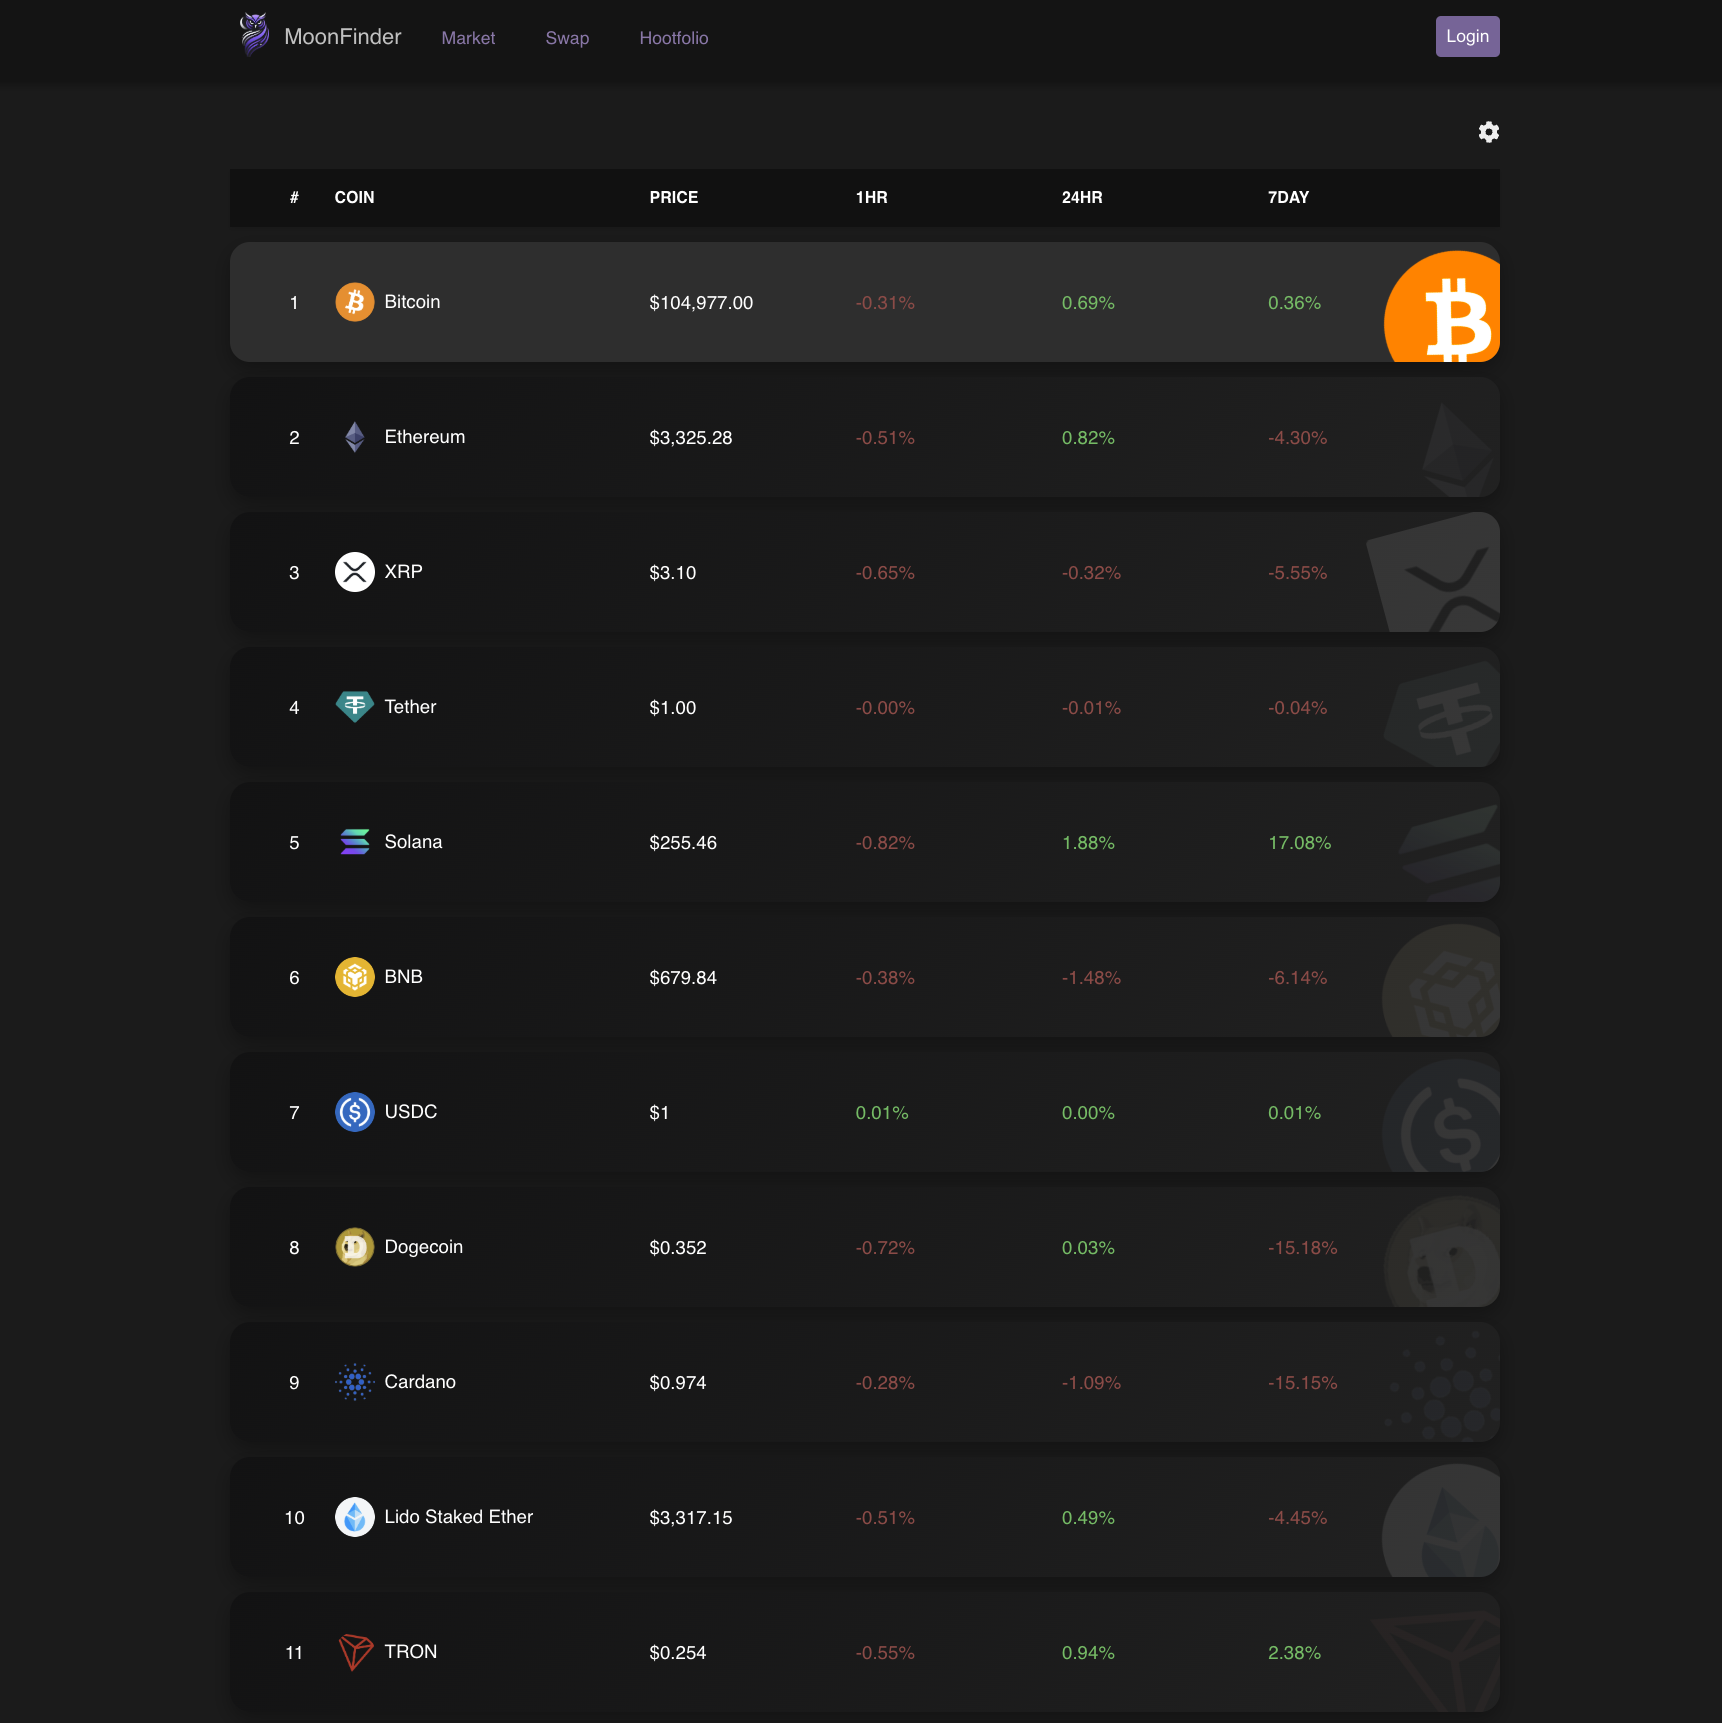 MoonFinder Market Swap Hootfolio Login
# COIN PRICE 1HR 24HR 7DAY
1 Bitcoin $104,977.00 -0.31% 0.69% 0.36%
2 Ethereum $3,325.28 -0.51% 0.82% -4.30%
3 XRP $3.10 -0.65% -0.32% -5.55%
4 Tether $1.00 -0.00% -0.01% -0.04%
5 Solana $255.46 -0.82% 1.88% 17.08%
6 BNB $679.84 -0.38% -1.48% -6.14%
7 USDC $1 0.01% 0.00% 0.01%
8 Dogecoin $0.352 -0.72% 0.03% -15.18%
9 Cardano $0.974 -0.28% -1.09% -15.15%
10 Lido Staked Ether $3,317.15 -0.51% 0.49% -4.45%
11 TRON $0.254 -0.55% 0.94% 2.38%